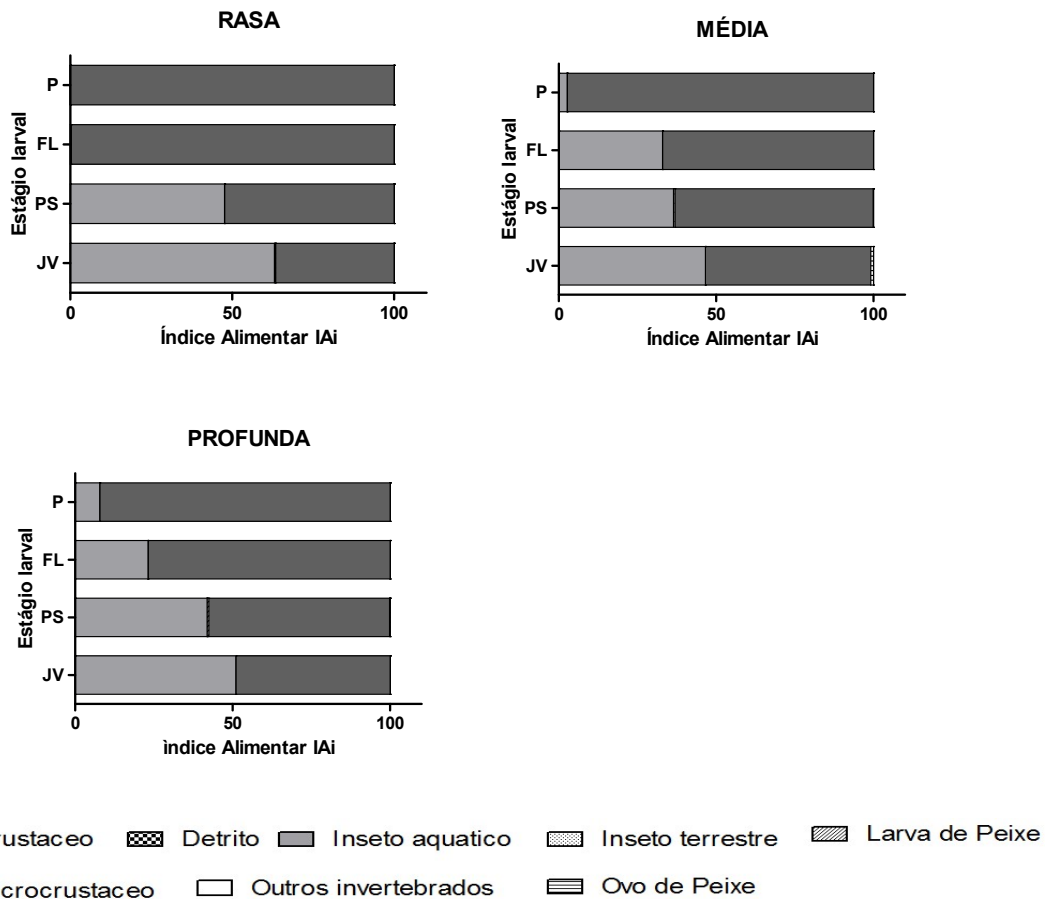 RASA
P
FL
PS
JV
Estágio larval
0 50 100
Índice Alimentar IAi
MÉDIA
P
FL
PS
JV
Estágio larval
0 50 100
Índice Alimentar IAi
PROFUNDA
P
FL
PS
JV
Estágio larval
0 50 100
ìndice Alimentar IAi
ustaceo Detrito Inseto aquatico Inseto terrestre Larva de Peixe
crocrustaceo Outros invertebrados Ovo de Peixe